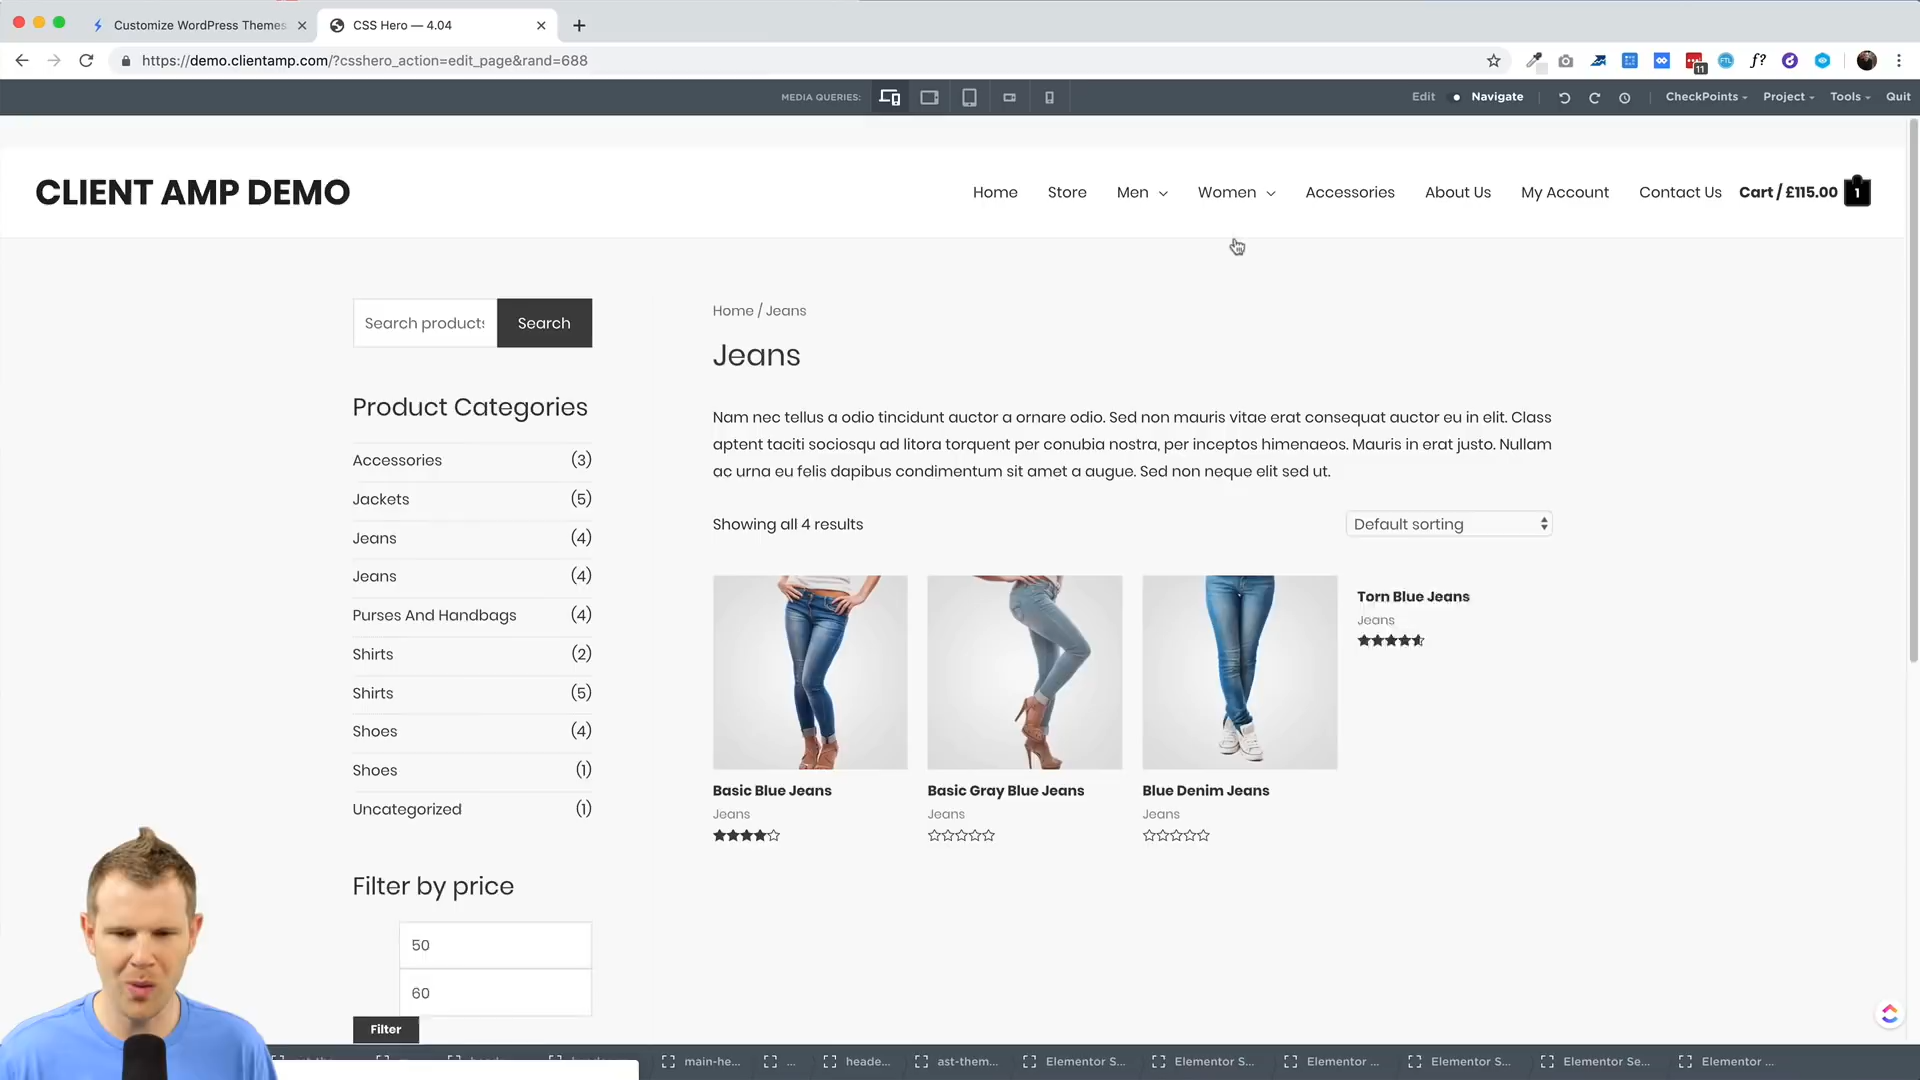 Customize WordPress Themes
CSS Hero — 4.04
https://demo.clientamp.com/?csshero_action=edit_page&rand=688
11
FTL
f?
MEDIA QUERIES:
Edit
Navigate
CheckPoints
Project
Tools
Quit
CLIENT AMP DEMO
Home
Store
Men
Women
Accessories
About Us
My Account
Contact Us
Cart / £115.00
1
Search products
Search
Product Categories
Accessories (3)
Jackets (5)
Jeans (4)
Jeans (4)
Purses And Handbags (4)
Shirts (2)
Shirts (5)
Shoes (4)
Shoes (1)
Uncategorized (1)
Filter by price
50
60
Filter
Home / Jeans
Jeans
Nam nec tellus a odio tincidunt auctor a ornare odio. Sed non mauris vitae erat consequat auctor eu in elit. Class
aptent taciti sociosqu ad litora torquent per conubia nostra, per inceptos himenaeos. Mauris in erat justo. Nullam
ac urna eu felis dapibus condimentum sit amet a augue. Sed non neque elit sed ut.
Showing all 4 results
Default sorting
Basic Blue Jeans
Jeans
Basic Gray Blue Jeans
Jeans
Blue Denim Jeans
Jeans
Torn Blue Jeans
Jeans
main-he...
...
heade...
ast-them...
Elementor S...
Elementor S...
Elementor ...
Elementor S...
Elementor Se...
Elementor ...